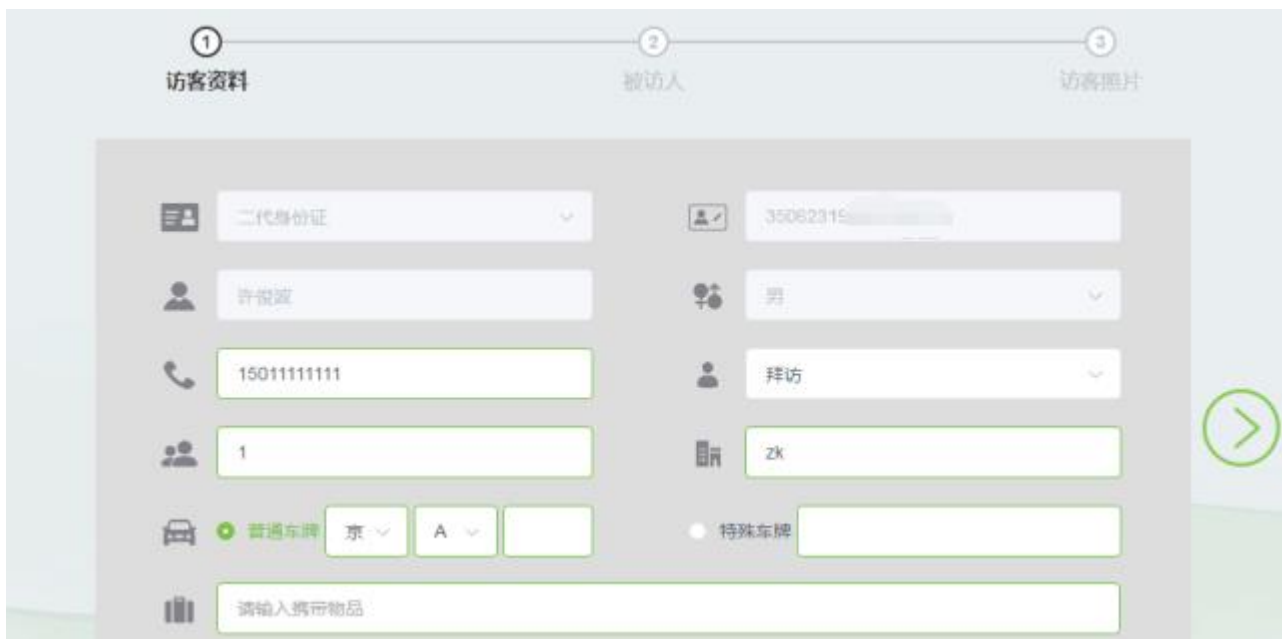 1 2 3
访客资料 被访人 访客照片
二代身份证 35062319
男
15011111111 拜访
1 zk
普通车牌 京 A 特殊车牌
请输入携带物品